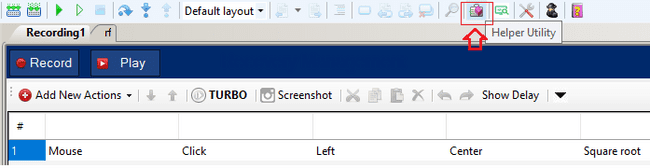 Default layout
Recording1 rf
Helper Utility
Record Play
Add New Actions TURBO Screenshot Show Delay
#
1 Mouse Click Left Center Square root